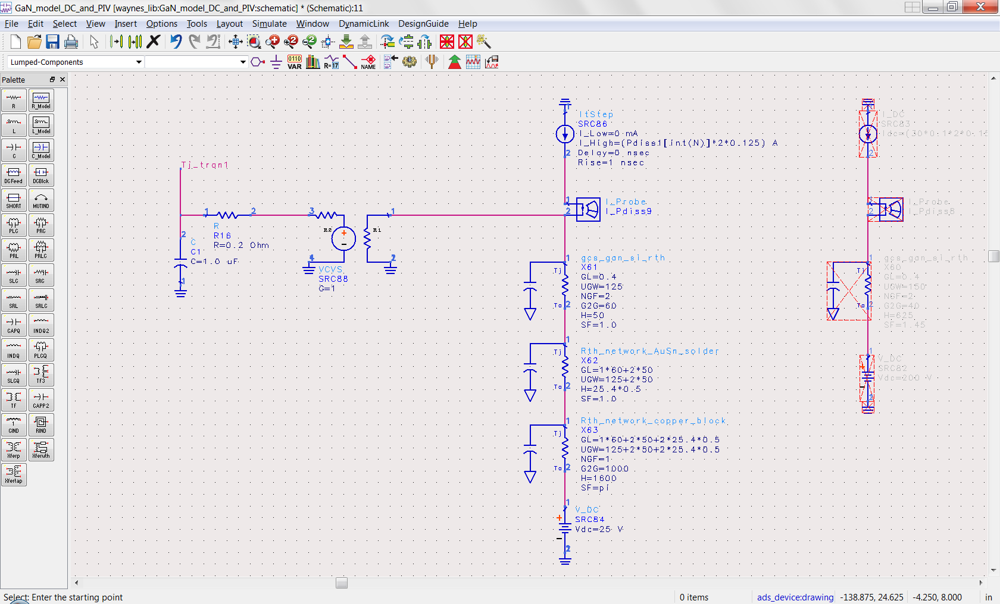 GaN_model_DC_and_PIV [waynes_lib:GaN_model_DC_and_PIV:schematic] * (Schematic):11
File Edit Select View Insert Options Tools Layout Simulate Window DynamicLink DesignGuide Help
Lumped-Components
0110
VAR
R=
NAME
Palette
R R_Model
L L_Model
C C_Model
DCFeed DCBlck
SHORT MUTIND
PLC PRC
PRL PRLC
SLC SRC
SRL SRLC
CAPQ INDQ2
INDQ PLCQ
SLCQ TF3
TF CAPP2
CIND RIND
Xferp Xferuth
Xfertap
Tj_tran1
1 2
R
R16
R=0.2 Ohm
2
C
C1
C=1.0 uF
1
3
R2
+
-
R1
1
4
2
VCVS
SRC88
G=1
1
ItStep
SRC86
I_Low=0 mA
I_High=(Pdiss1[int(N)]*2*0.125) A
Delay=0 nsec
Rise=1 nsec
2
1
2
I_Probe
I_Pdiss9
1
Tj
Ta 2
gcs_gan_si_rth
X61
GL=0.4
UGW=125
NGF=2
G2G=60
H=50
SF=1.0
1
Tj
Ta 2
Rth_network_AuSn_solder
X62
GL=1*60+2*50
UGW=125+2*50
H=25.4*0.5
SF=1.0
1
Tj
Ta 2
Rth_network_copper_block
X63
GL=1*60+2*50+2*25.4*0.5
UGW=125+2*50+2*25.4*0.5
NGF=1
G2G=1000
H=1600
SF=pi
1
+
-
2
V_DC
SRC84
Vdc=25 V
I_DC
SRC83
2
1
2
I_Probe
I_Pdiss8
1
Tj
Ta 2
gcs_gan_si_rth
X60
GL=0.4
UGW=150
NGF=2
G2G=40
H=625
SF=1.45
1
+
-
2
V_DC
SRC82
Vdc=200 V
Select: Enter the starting point
0 items
ads_device:drawing
-138.875, 24.625
-4.250, 8.000
in